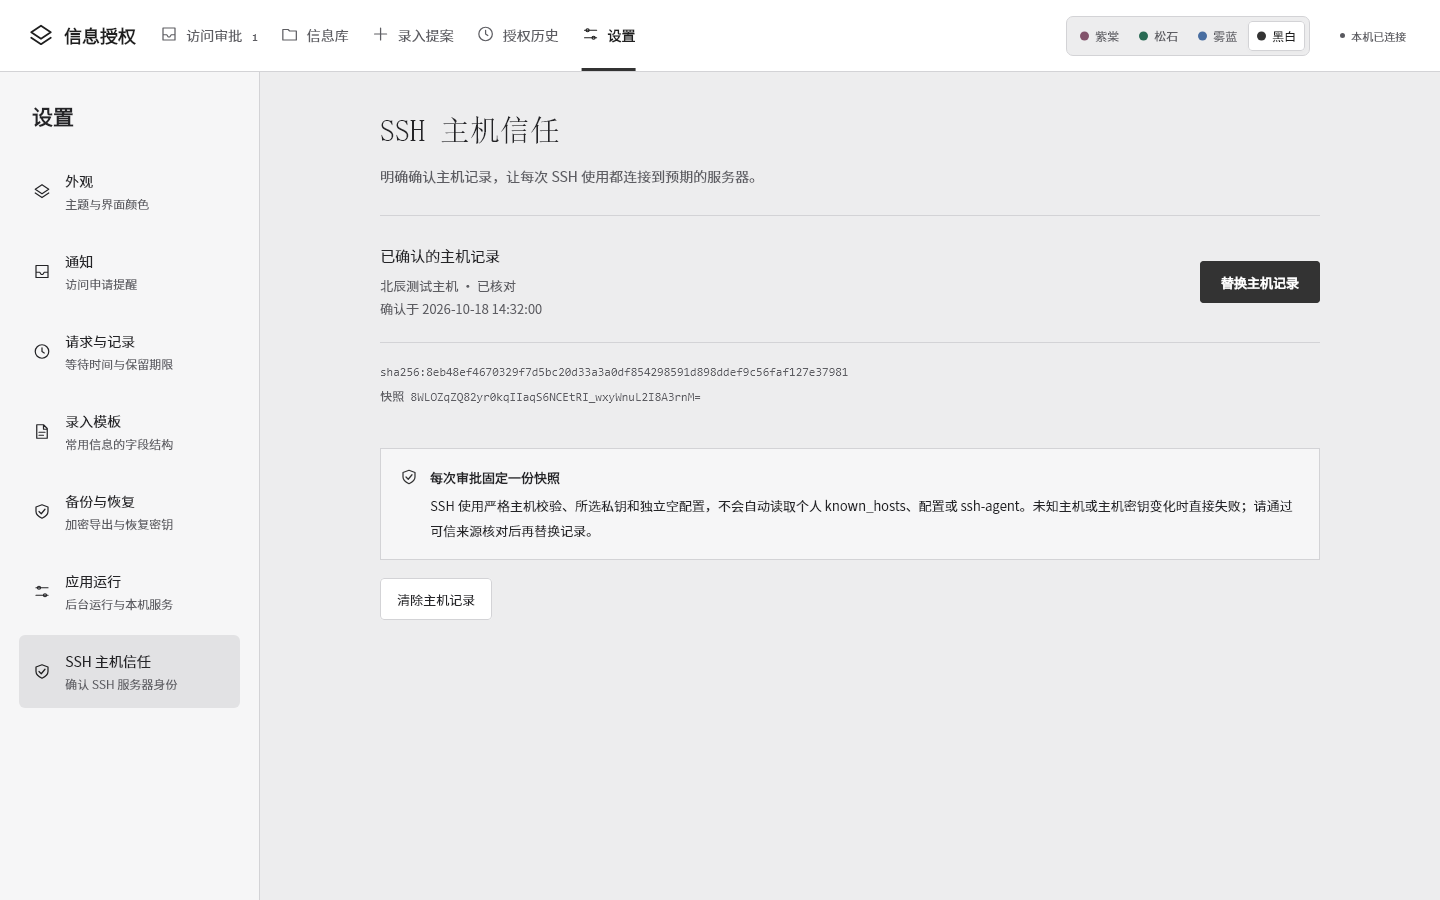 信息授权
访问审批 1
信息库
录入提案
授权历史
设置
紫棠
松石
雾蓝
黑白
本机已连接
设置
外观
主题与界面颜色
通知
访问申请提醒
请求与记录
等待时间与保留期限
录入模板
常用信息的字段结构
备份与恢复
加密导出与恢复密钥
应用运行
后台运行与本机服务
SSH 主机信任
确认 SSH 服务器身份
SSH 主机信任
明确确认主机记录，让每次 SSH 使用都连接到预期的服务器。
已确认的主机记录
北辰测试主机 · 已核对
确认于 2026-10-18 14:32:00
替换主机记录
sha256:8eb48ef4670329f7d5bc20d33a3a0df854298591d898ddef9c56faf127e37981
快照 8WLOZqZQ82yr0kqIIaqS6NCEtRI_wxyWnuL2I8A3rnM=
每次审批固定一份快照
SSH 使用严格主机校验、所选私钥和独立空配置，不会自动读取个人 known_hosts、配置或 ssh-agent。未知主机或主机密钥变化时直接失败；请通过
可信来源核对后再替换记录。
清除主机记录